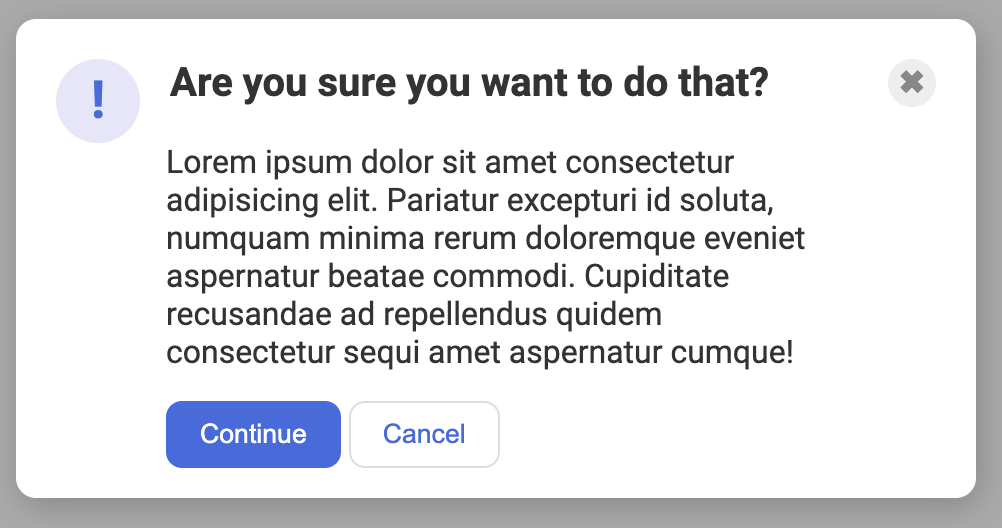 !
Are you sure you want to do that?
✖
Lorem ipsum dolor sit amet consectetur
adipisicing elit. Pariatur excepturi id soluta,
numquam minima rerum doloremque eveniet
aspernatur beatae commodi. Cupiditate
recusandae ad repellendus quidem
consectetur sequi amet aspernatur cumque!
Continue
Cancel